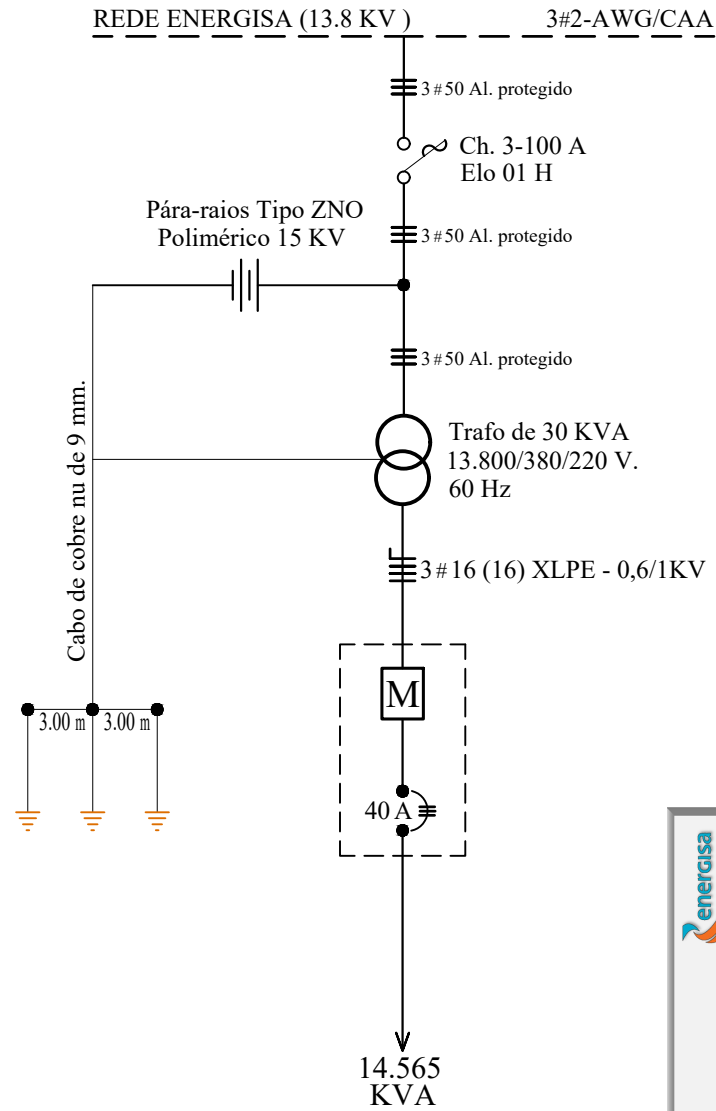 REDE ENERGISA (13.8 KV )
3#2-AWG/CAA
3#50 Al. protegido
Ch. 3-100 A
Elo 01 H
Pára-raios Tipo ZNO
Polimérico 15 KV
3#50 Al. protegido
3#50 Al. protegido
Cabo de cobre nu de 9 mm.
Trafo de 30 KVA
13.800/380/220 V.
60 Hz
3#16 (16) XLPE - 0,6/1KV
M
3.00 m
3.00 m
40 A
energisa
14.565
KVA